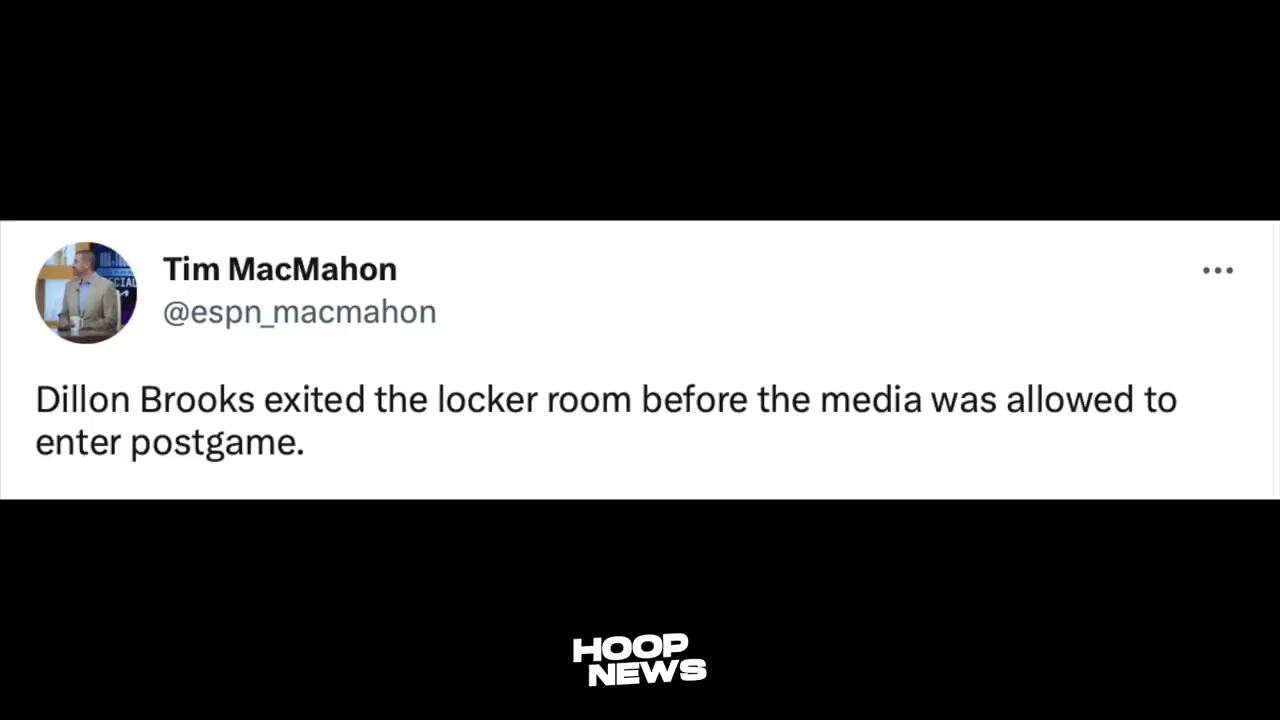 Tim MacMahon
@espn_macmahon
Dillon Brooks exited the locker room before the media was allowed to
enter postgame.
HOOP
NEWS